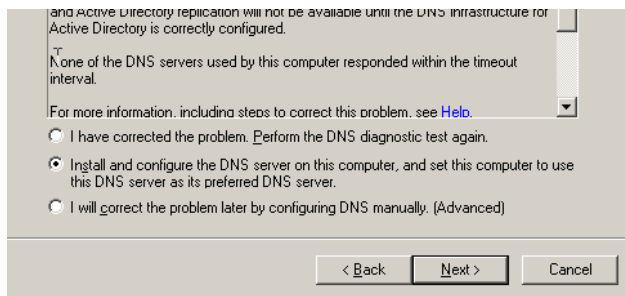 and Active Directory replication will not be available until the DNS infrastructure for
Active Directory is correctly configured.
None of the DNS servers used by this computer responded within the timeout
interval.
For more information, including steps to correct this problem, see Help.
I have corrected the problem. Perform the DNS diagnostic test again.
Install and configure the DNS server on this computer, and set this computer to use
this DNS server as its preferred DNS server.
I will correct the problem later by configuring DNS manually. (Advanced)
< Back
Next >
Cancel